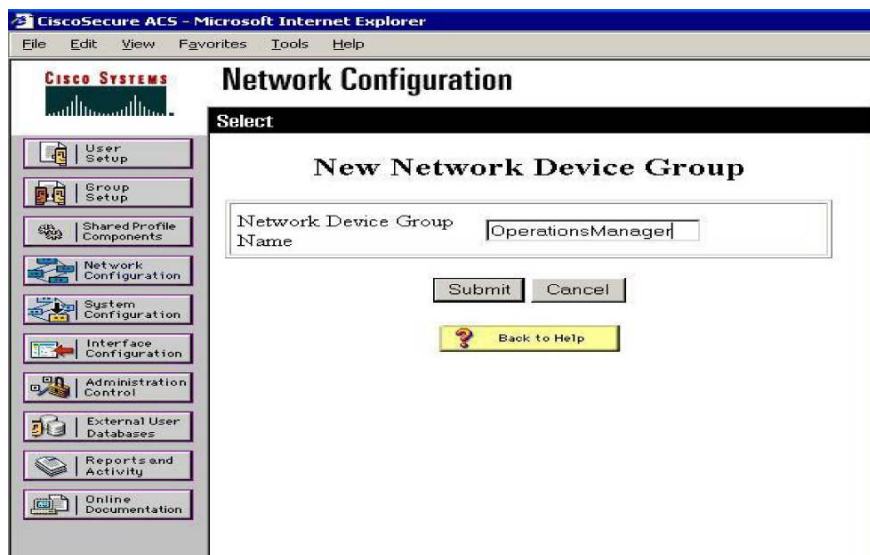 CiscoSecure ACS - Microsoft Internet Explorer
File Edit View Favorites Tools Help
CISCO SYSTEMS
Network Configuration
Select
User
Setup
Group
Setup
Shared Profile
Components
Network
Configuration
System
Configuration
Interface
Configuration
Administration
Control
External User
Databases
Reports and
Activity
Online
Documentation
New Network Device Group
Network Device Group
Name
OperationsManager
Submit Cancel
? Back to Help